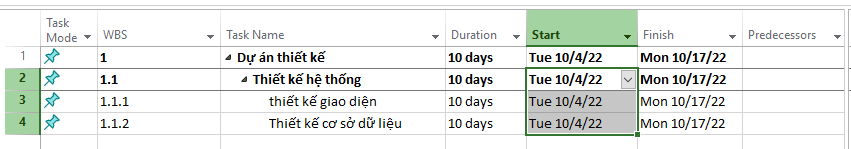 Task Mode WBS Task Name Duration Start Finish Predecessors
1 1 Dự án thiết kế 10 days Tue 10/4/22 Mon 10/17/22
2 1.1 Thiết kế hệ thống 10 days Tue 10/4/22 Mon 10/17/22
3 1.1.1 thiết kế giao diện 10 days Tue 10/4/22 Mon 10/17/22
4 1.1.2 Thiết kế cơ sở dữ liệu 10 days Tue 10/4/22 Mon 10/17/22